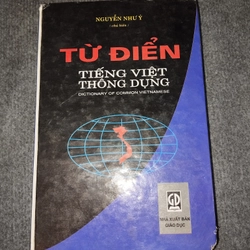 NGUYỄN NHƯ Ý
- chủ biên -
TỪ ĐIỂN
TIẾNG VIỆT
THÔNG DỤNG
DICTIONARY OF COMMON VIETNAMESE
NHÀ XUẤT BẢN
GIÁO DỤC